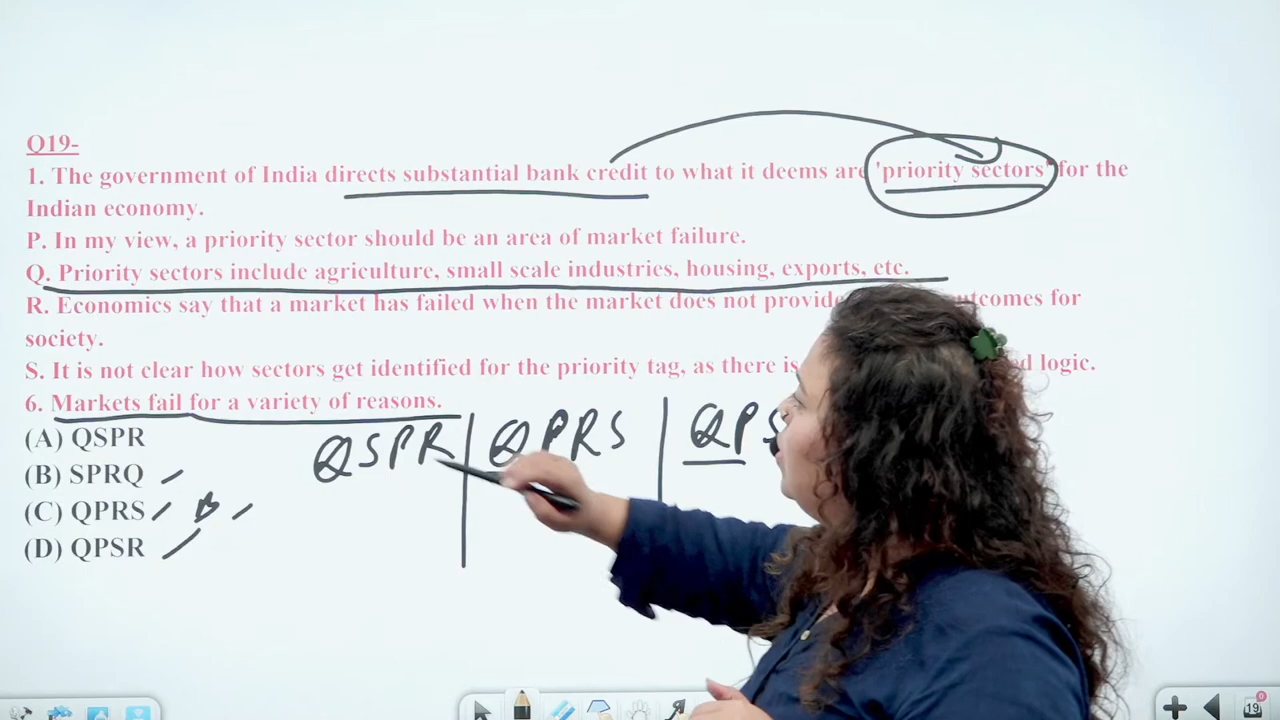 Q19-
1. The government of India directs substantial bank credit to what it deems are 'priority sectors' for the
Indian economy.
P. In my view, a priority sector should be an area of market failure.
Q. Priority sectors include agriculture, small scale industries, housing, exports, etc.
R. Economics say that a market has failed when the market does not provide for
society.
S. It is not clear how sectors get identified for the priority tag, as there is logic.
6. Markets fail for a variety of reasons.
(A) QSPR
QSPR QPRS QPS
(B) SPRQ
(C) QPRS
(D) QPSR
19